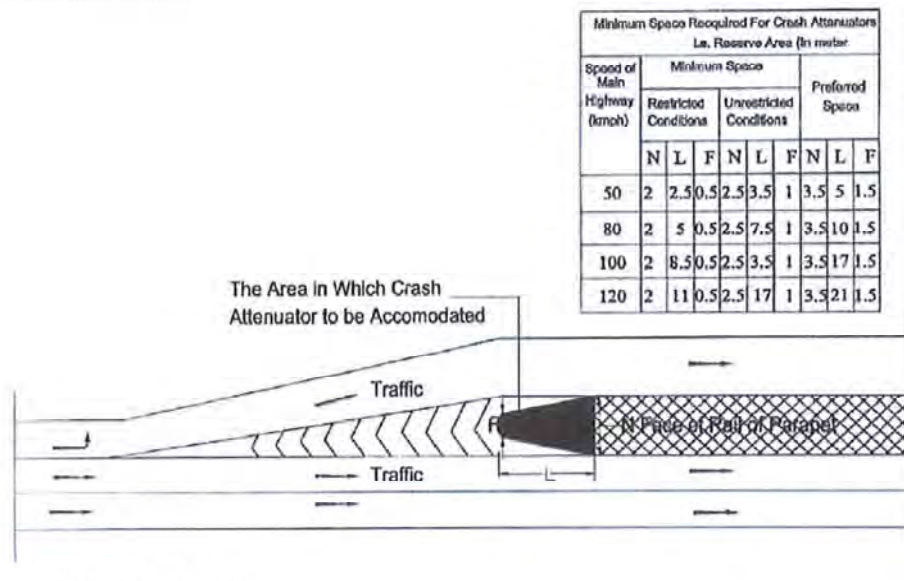 Minimum Space Recquired For Crash Attenuators
i.e. Reserve Area (In meter
Speed of Main Highway (kmph)
Minimum Space
Preferred Space
Restricted Conditions
Unrestricted Conditions
N L F N L F N L F
50 2 2.5 0.5 2.5 3.5 1 3.5 5 1.5
80 2 5 0.5 2.5 7.5 1 3.5 10 1.5
100 2 8.5 0.5 2.5 3.5 1 3.5 17 1.5
120 2 11 0.5 2.5 17 1 3.5 21 1.5
The Area in Which Crash
Attenuator to be Accomodated
Traffic
F
N Face of Rail of Parapet
L
Traffic